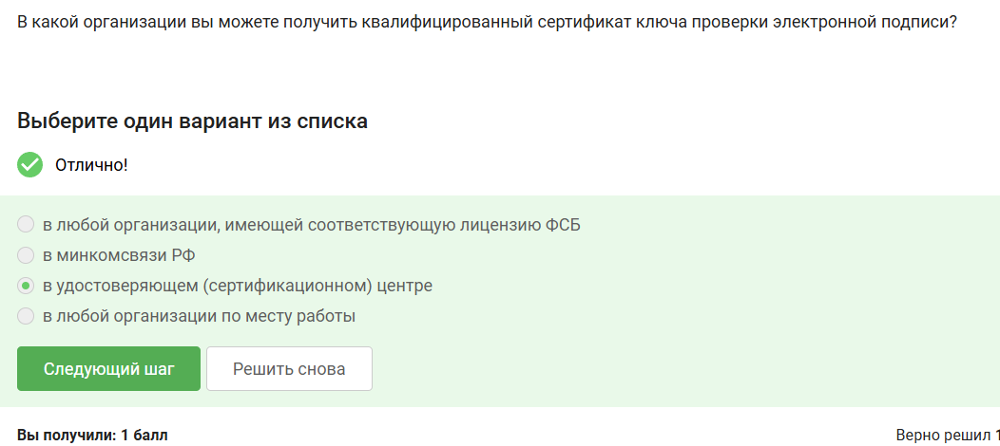 В какой организации вы можете получить квалифицированный сертификат ключа проверки электронной подписи?
Выберите один вариант из списка
Отлично!
в любой организации, имеющей соответствующую лицензию ФСБ
в минкомсвязи РФ
в удостоверяющем (сертификационном) центре
в любой организации по месту работы
Следующий шаг Решить снова
Вы получили: 1 балл Верно решил 1